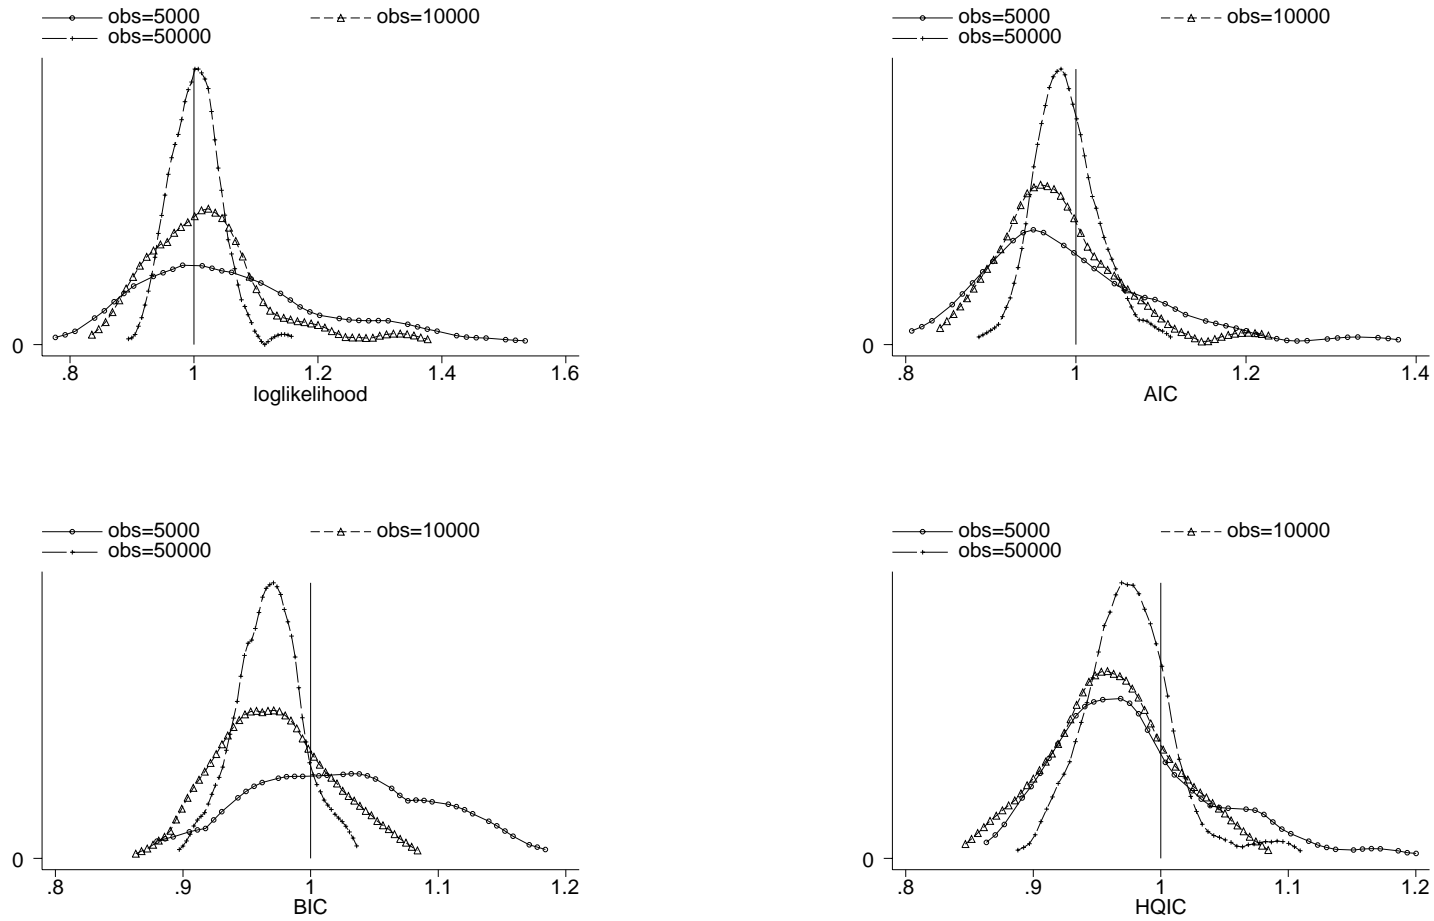 obs=5000 obs=10000
obs=50000
0
.8 1 1.2 1.4 1.6
loglikelihood
obs=5000 obs=10000
obs=50000
0
.8 1 1.2 1.4
AIC
obs=5000 obs=10000
obs=50000
0
.8 .9 1 1.1 1.2
BIC
obs=5000 obs=10000
obs=50000
0
.8 .9 1 1.1 1.2
HQIC